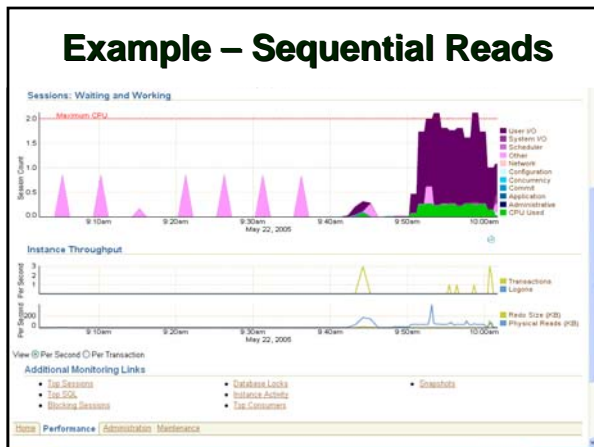 Example – Sequential Reads
Sessions: Waiting and Working
Maximum CPU
Session Count
2.0
1.5
1.0
0.5
0.0
9:10am 9:20am 9:30am 9:40am 9:50am 10:00am
May 22, 2005
User I/O
System I/O
Scheduler
Other
Network
Configuration
Concurrency
Commit
Application
Administrative
CPU Used
Instance Throughput
Per Second
3
2
1
Transactions
Logons
Per Second
200
0
Redo Size (KB)
Physical Reads (KB)
9:10am 9:20am 9:30am 9:40am 9:50am 10:00am
May 22, 2005
View Per Second Per Transaction
Additional Monitoring Links
Top Sessions Database Locks Snapshots
Top SQL Instance Activity
Blocking Sessions Top Consumers
Home Performance Administration Maintenance